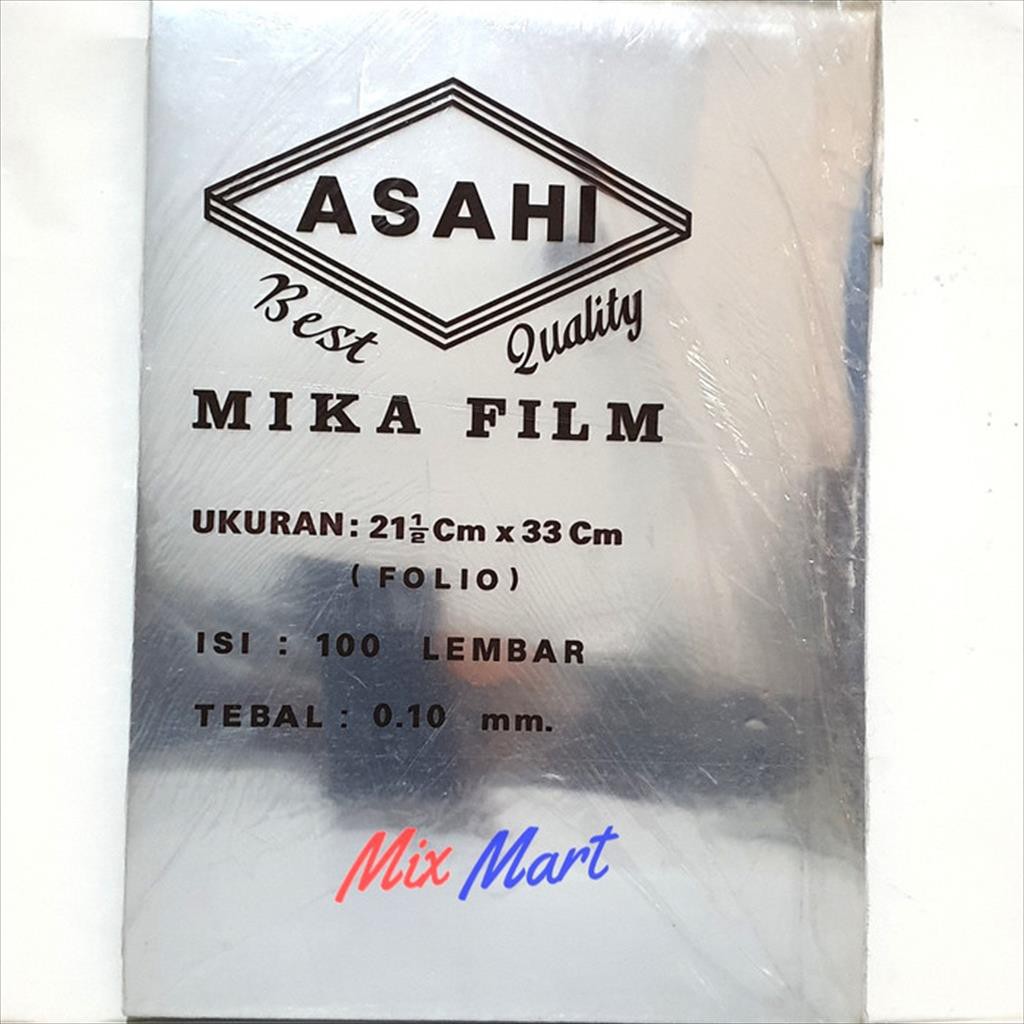 ASAHI
Best Quality
MIKA FILM
UKURAN: 21½ Cm x 33 Cm
( FOLIO )
ISI : 100 LEMBAR
TEBAL : 0.10 mm.
Mix Mart